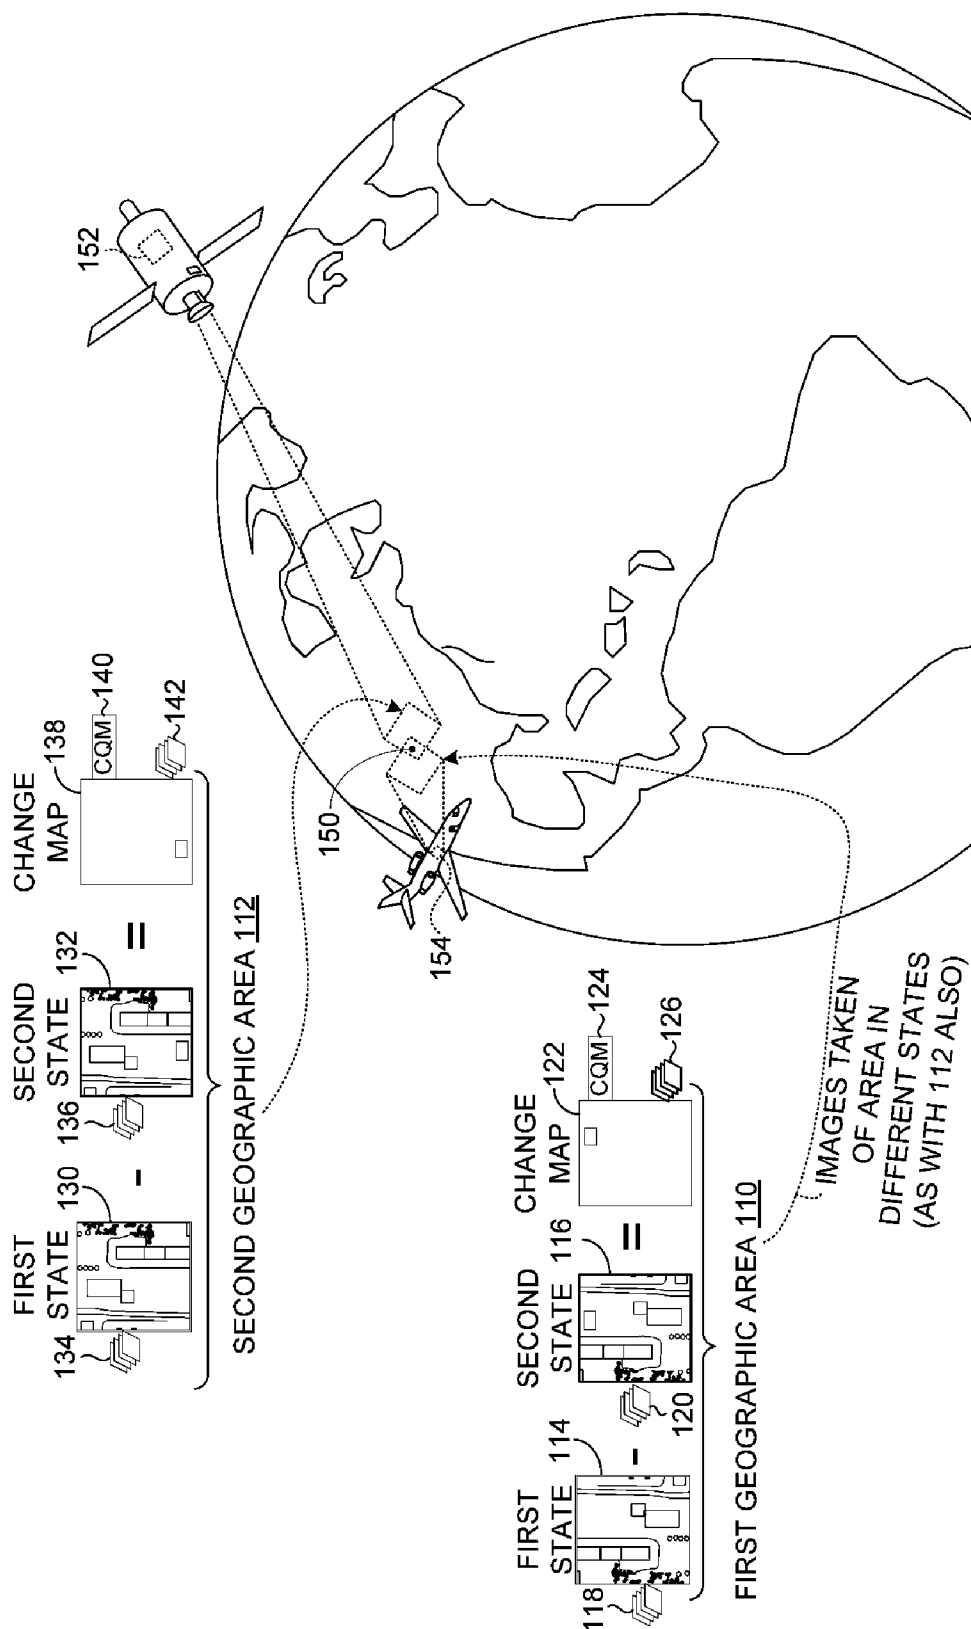 152
150
154
FIRST
STATE
130
134
-
SECOND
STATE
132
136
=
CHANGE
MAP
138
CQM
140
142
SECOND GEOGRAPHIC AREA 112
FIRST
STATE
114
118
-
SECOND
STATE
116
120
=
CHANGE
MAP
122
CQM
124
126
FIRST GEOGRAPHIC AREA 110
IMAGES TAKEN
OF AREA IN
DIFFERENT STATES
(AS WITH 112 ALSO)